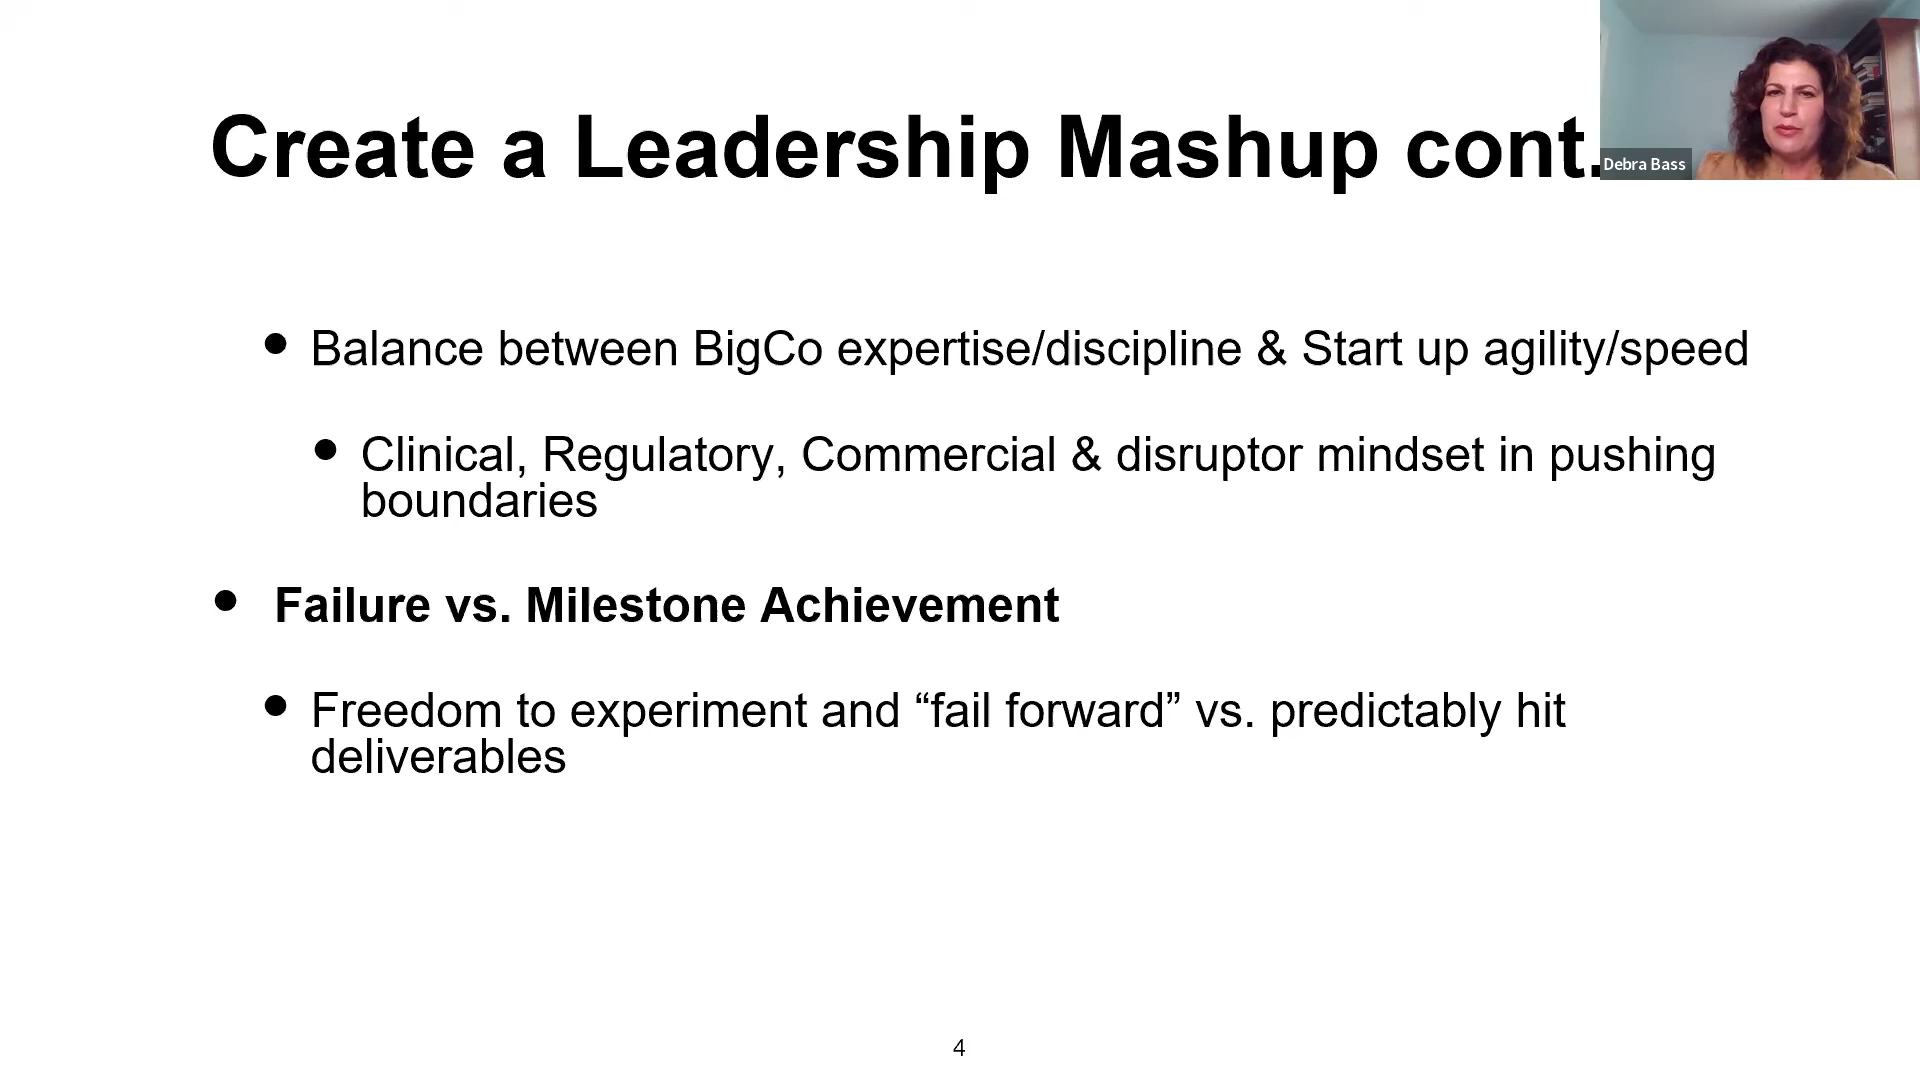 Create a Leadership Mashup cont.
Debra Bass
• Balance between BigCo expertise/discipline & Start up agility/speed
• Clinical, Regulatory, Commercial & disruptor mindset in pushing
boundaries
• Failure vs. Milestone Achievement
• Freedom to experiment and “fail forward” vs. predictably hit
deliverables
4